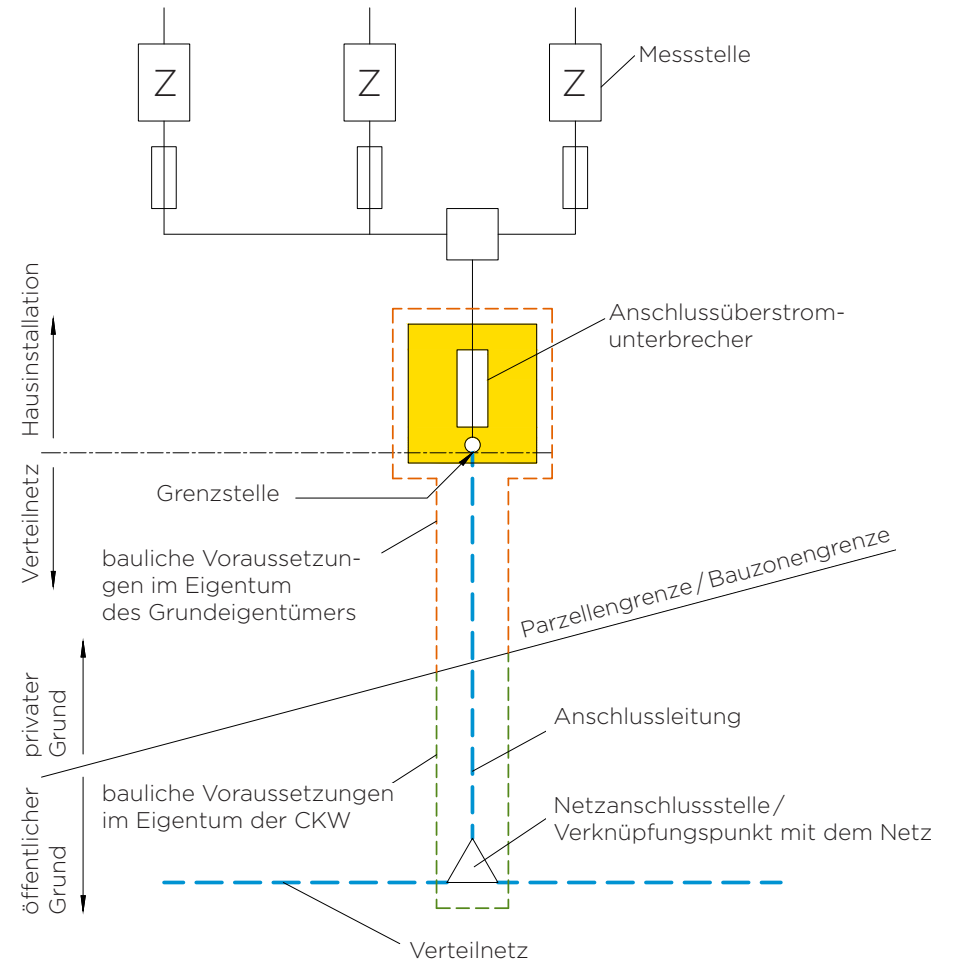 Z
Z
Z
Messstelle
Hausinstallation
Anschlussüberstrom-
unterbrecher
Verteilnetz
Grenzstelle
bauliche Voraussetzun-
gen im Eigentum
des Grundeigentümers
Parzellengrenze / Bauzonengrenze
privater
Grund
Anschlussleitung
öffentlicher
Grund
bauliche Voraussetzungen
im Eigentum der CKW
Netzanschlussstelle /
Verknüpfungspunkt mit dem Netz
Verteilnetz